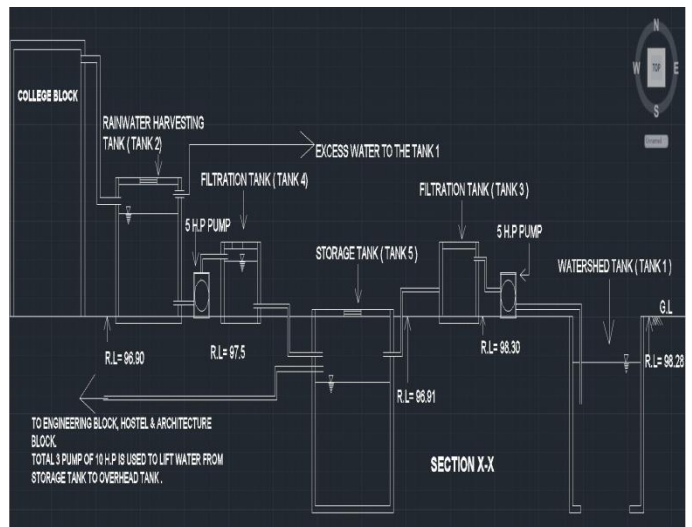 N
W
TOP
E
S
COLLEGE BLOCK
RAINWATER HARVESTING
TANK ( TANK 2)
EXCESS WATER TO THE TANK 1
FILTRATION TANK ( TANK 4)
FILTRATION TANK ( TANK 3 )
5 H.P PUMP
5 H.P PUMP
STORAGE TANK ( TANK 5 )
WATERSHED TANK ( TANK 1 )
G.L
R.L= 96.90
R.L= 97.5
R.L= 98.30
R.L= 98.28
R.L= 96.91
TO ENGINEERING BLOCK, HOSTEL & ARCHITECTURE
BLOCK.
TOTAL 3 PUMP OF 10 H.P IS USED TO LIFT WATER FROM
STORAGE TANK TO OVERHEAD TANK .
SECTION X-X